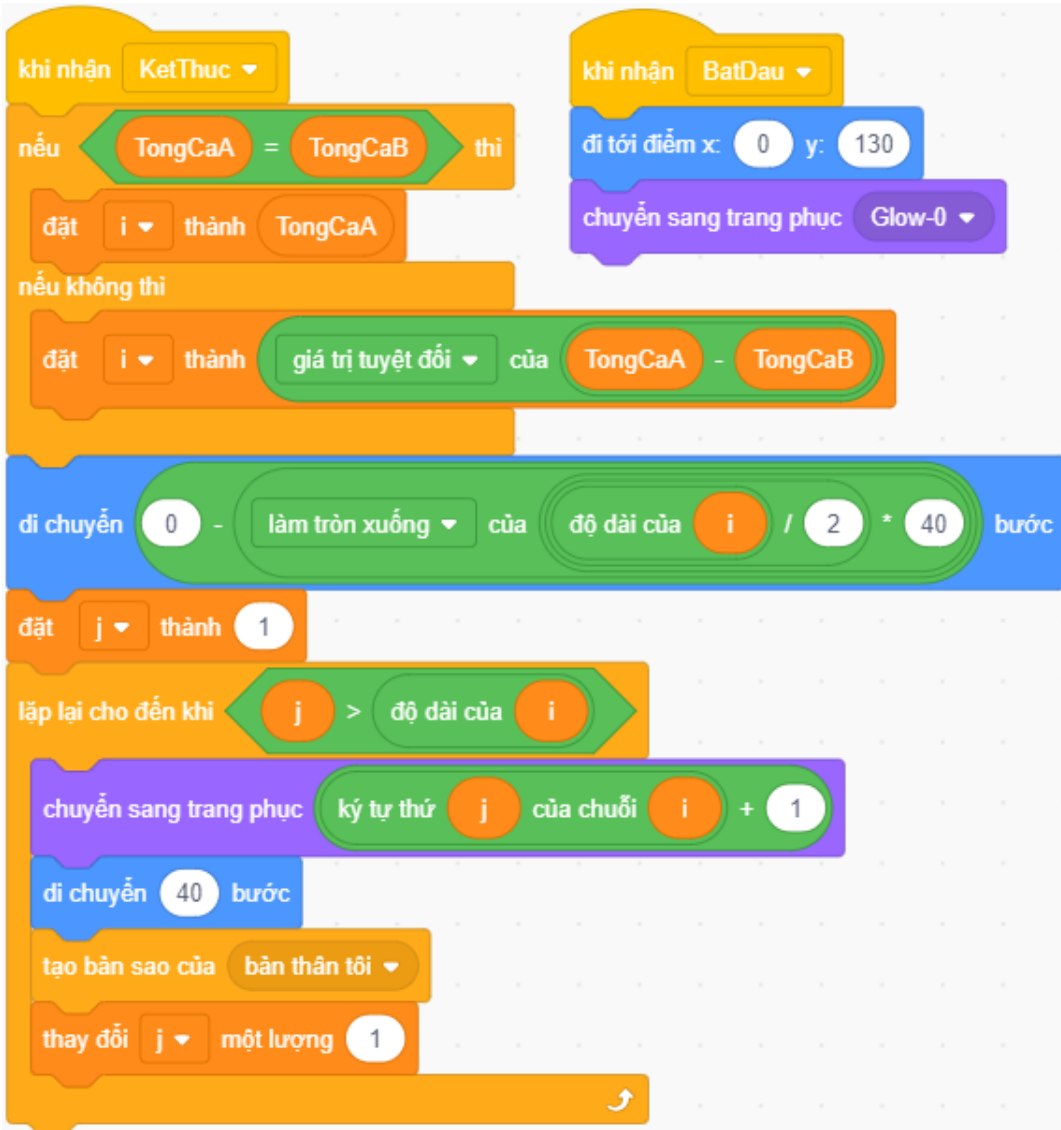 khi nhận KetThuc
nếu TongCaA = TongCaB thì
đặt i thành TongCaA
nếu không thì
đặt i thành giá trị tuyệt đối của TongCaA - TongCaB
di chuyển 0 - làm tròn xuống của độ dài của i / 2 * 40 bước
đặt j thành 1
lặp lại cho đến khi j > độ dài của i
chuyển sang trang phục ký tự thứ j của chuỗi i + 1
di chuyển 40 bước
tạo bản sao của bản thân tôi
thay đổi j một lượng 1
khi nhận BatDau
đi tới điểm x: 0 y: 130
chuyển sang trang phục Glow-0